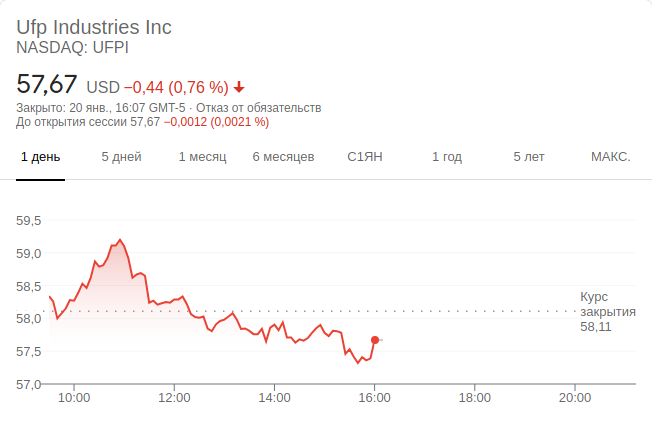 Ufp Industries Inc
NASDAQ: UFPI
57,67 USD −0,44 (0,76 %)
Закрыто: 20 янв., 16:07 GMT-5 · Отказ от обязательств
До открытия сессии 57,67 −0,0012 (0,0021 %)
1 день 5 дней 1 месяц 6 месяцев С1ЯН 1 год 5 лет МАКС.
59,5
59,0
58,5
Курс
закрытия
58,11
58,0
57,5
57,0
10:00 12:00 14:00 16:00 18:00 20:00